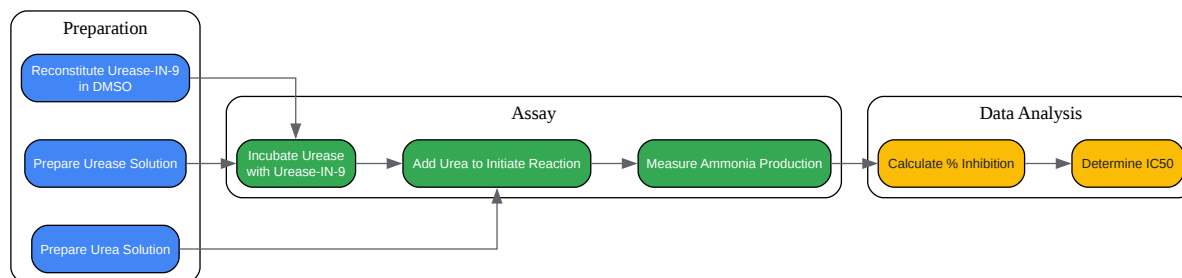 Preparation
Reconstitute Urease-IN-9
in DMSO
Prepare Urease Solution
Prepare Urea Solution
Assay
Incubate Urease
with Urease-IN-9
Add Urea to Initiate Reaction
Measure Ammonia Production
Data Analysis
Calculate % Inhibition
Determine IC50